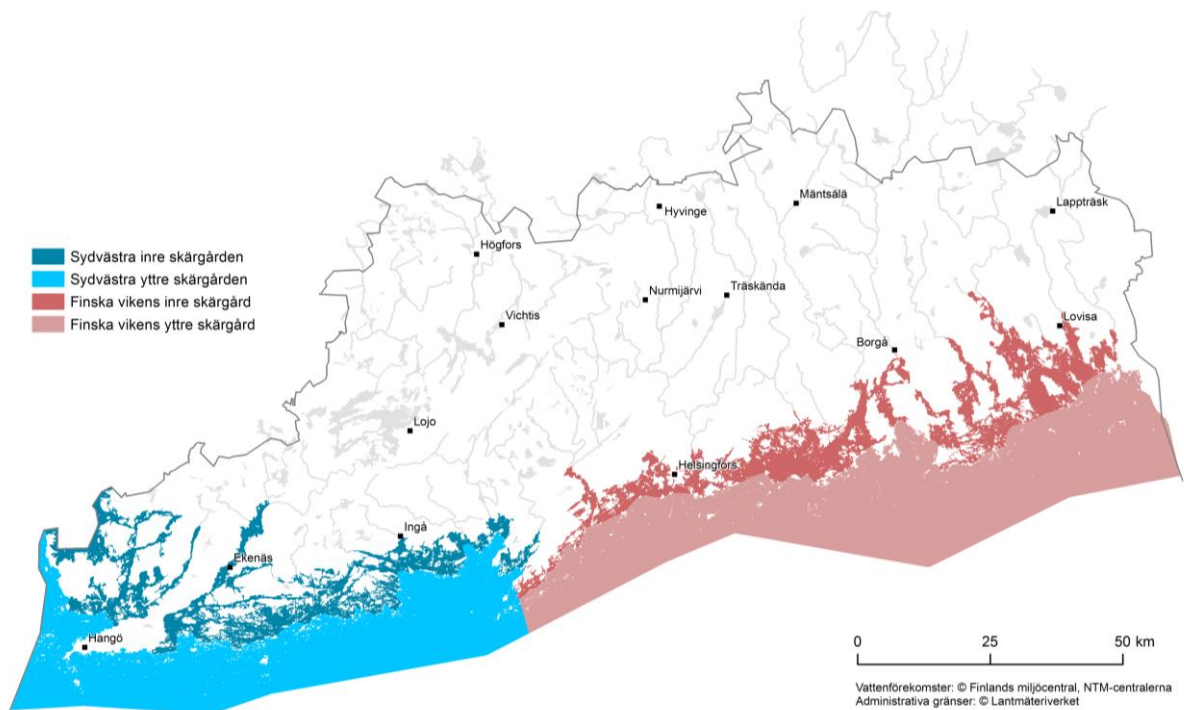 Mäntsälä
Lappträsk
Hyvinge
Högfors
Sydvästra inre skärgården
Sydvästra yttre skärgården
Finska vikens inre skärgård
Finska vikens yttre skärgård
Nurmijärvi
Träskända
Vichtis
Lovisa
Borgå
Lojo
Helsingfors
Ingå
Ekenäs
Hangö
0 25 50 km
Vattenförekomster: © Finlands miljöcentral, NTM-centralerna
Administrativa gränser: © Lantmäteriverket